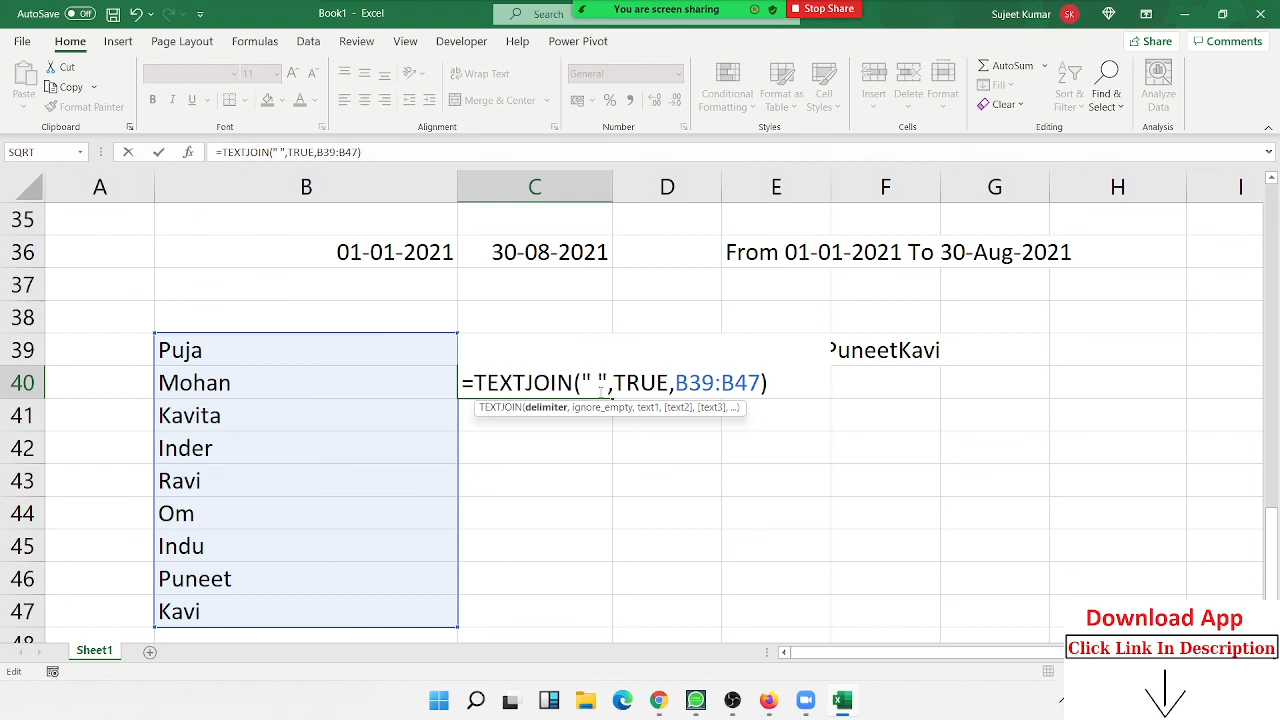 AutoSave Off Book1 - Excel Search You are screen sharing Stop Share Sujeet Kumar SK
File Home Insert Page Layout Formulas Data Review View Developer Help Power Pivot Share Comments
Paste Cut Copy Format Painter
11 Wrap Text Merge & Center General
Conditional Formatting Format as Table Cell Styles
Insert Delete Format
AutoSum Fill Clear Sort & Filter Find & Select Analyze Data
Clipboard Font Alignment Number Styles Cells Editing Analysis
SQRT =TEXTJOIN(" ",TRUE,B39:B47)
A B C D E F G H I
35
36 01-01-2021 30-08-2021 From 01-01-2021 To 30-Aug-2021
37
38
39 Puja PuneetKavi
40 Mohan =TEXTJOIN(" ",TRUE,B39:B47)
TEXTJOIN(delimiter, ignore_empty, text1, [text2], [text3], ...)
41 Kavita
42 Inder
43 Ravi
44 Om
45 Indu
46 Puneet
47 Kavi
48
Download App
Click Link In Description
Sheet1
Edit